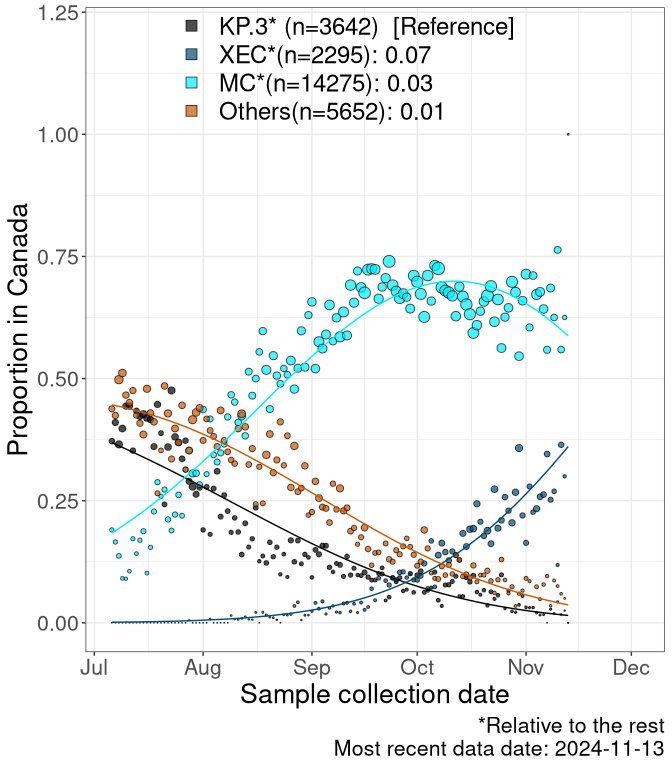 KP.3* (n=3642)  [Reference]
XEC*(n=2295): 0.07
MC*(n=14275): 0.03
Others(n=5652): 0.01
1.25
1.00
0.75
0.50
0.25
0.00
Proportion in Canada
Jul Aug Sep Oct Nov Dec
Sample collection date
*Relative to the rest
Most recent data date: 2024-11-13